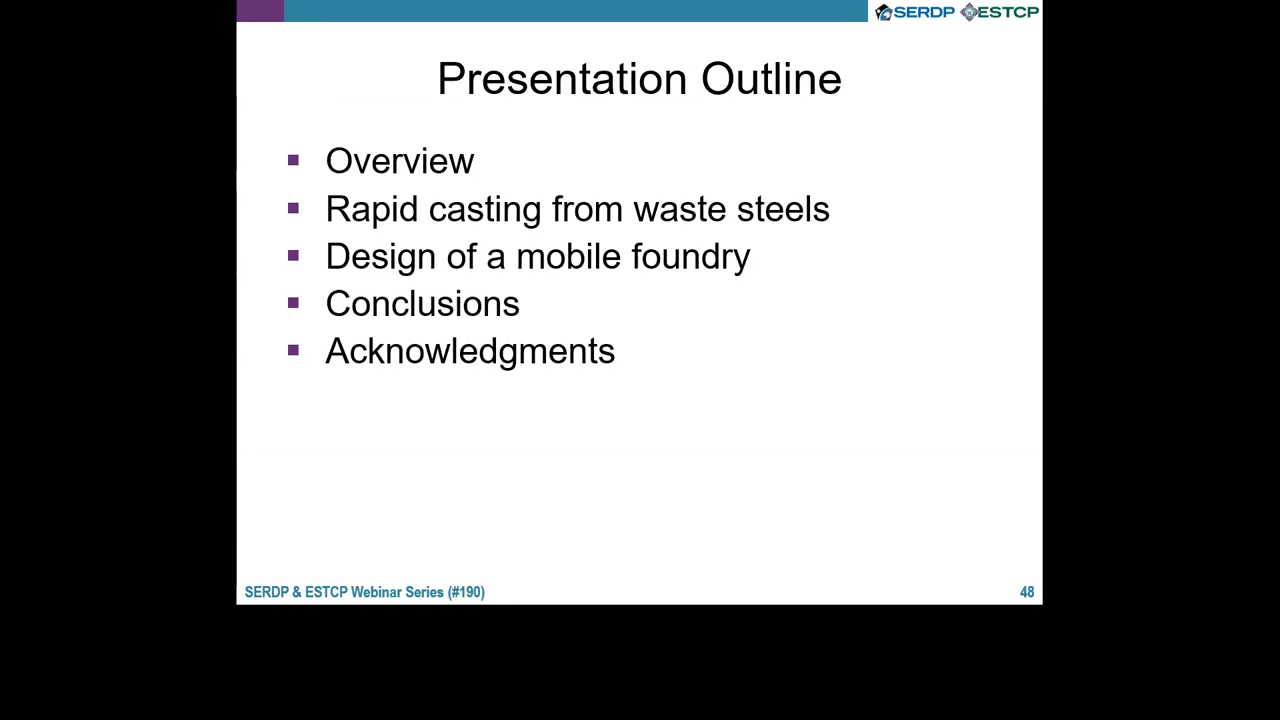 SERDP ESTCP
Presentation Outline
Overview
Rapid casting from waste steels
Design of a mobile foundry
Conclusions
Acknowledgments
SERDP & ESTCP Webinar Series (#190)
48